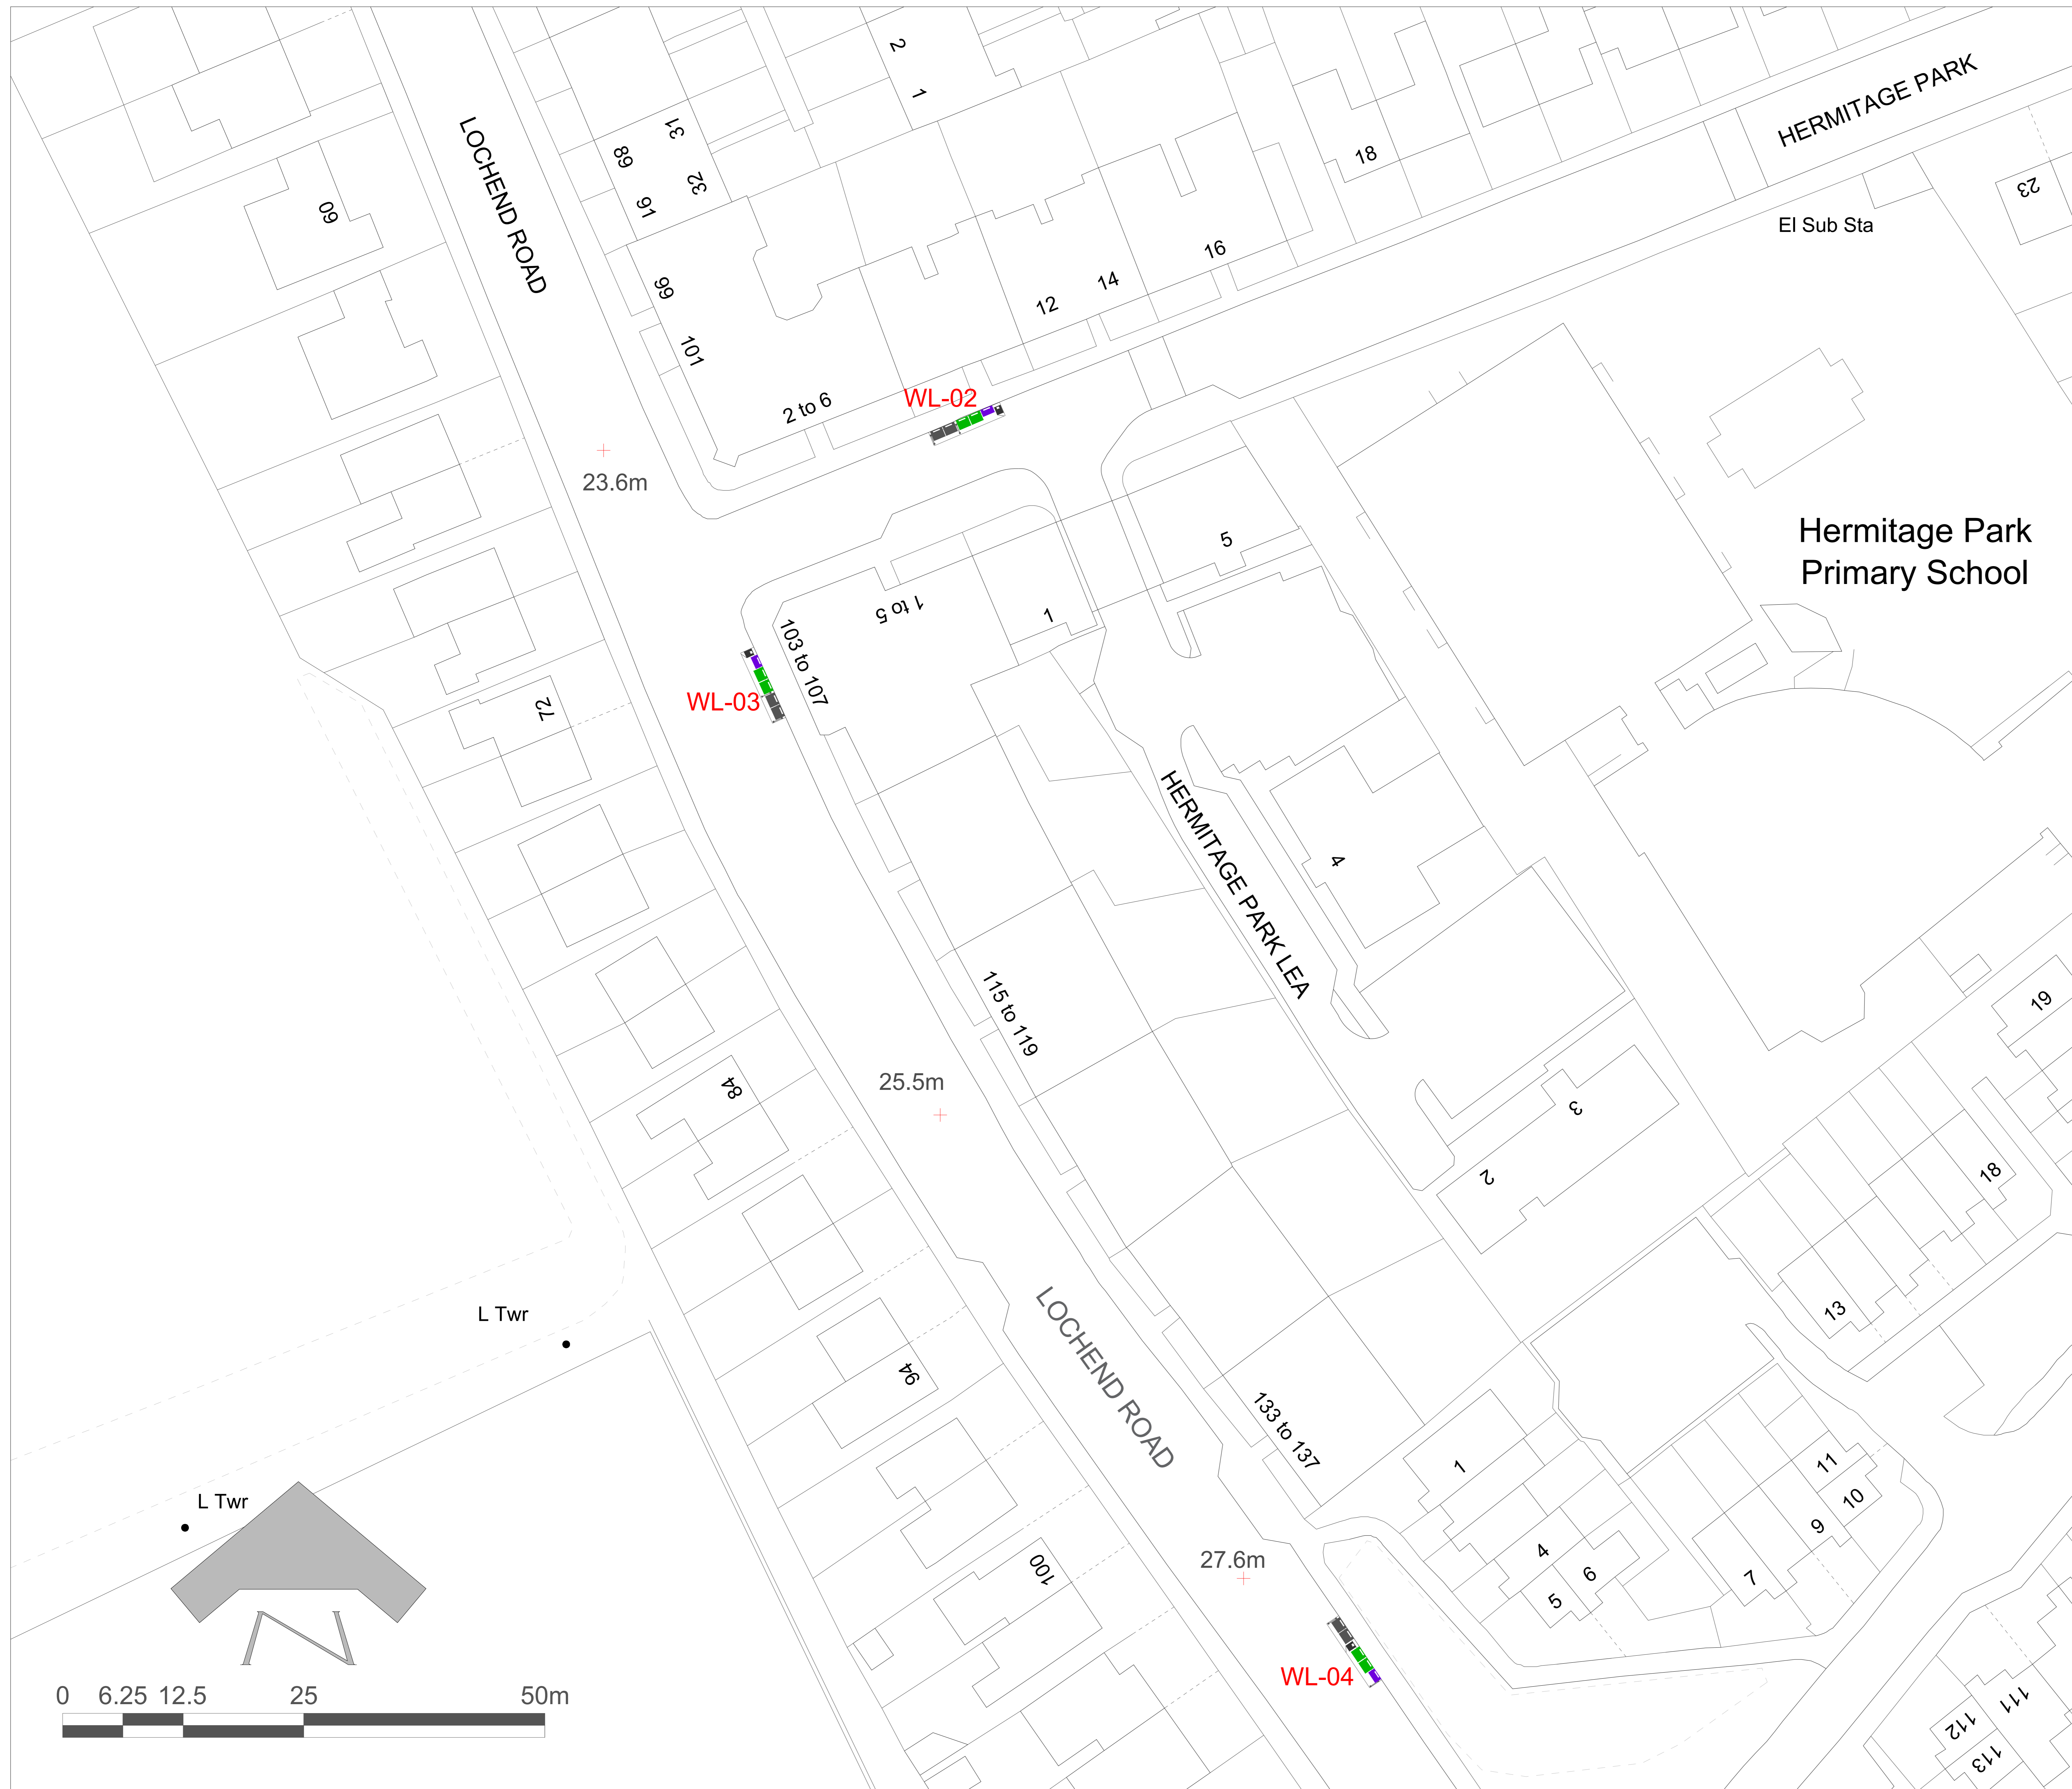 2
1
HERMITAGE PARK
LOCHEND ROAD
31
89
32
91
18
60
23
El Sub Sta
99
16
14
12
101
WL-02
2 to 6
23.6m
5
Hermitage Park
Primary School
1 to 5
1
103 to 107
WL-03
72
HERMITAGE PARK LEA
4
115 to 119
19
25.5m
84
3
2
18
L Twr
13
LOCHEND ROAD
94
133 to 137
1
11
10
9
L Twr
4
6
5
7
27.6m
100
WL-04
N
0 6.25 12.5 25 50m
111
112
113